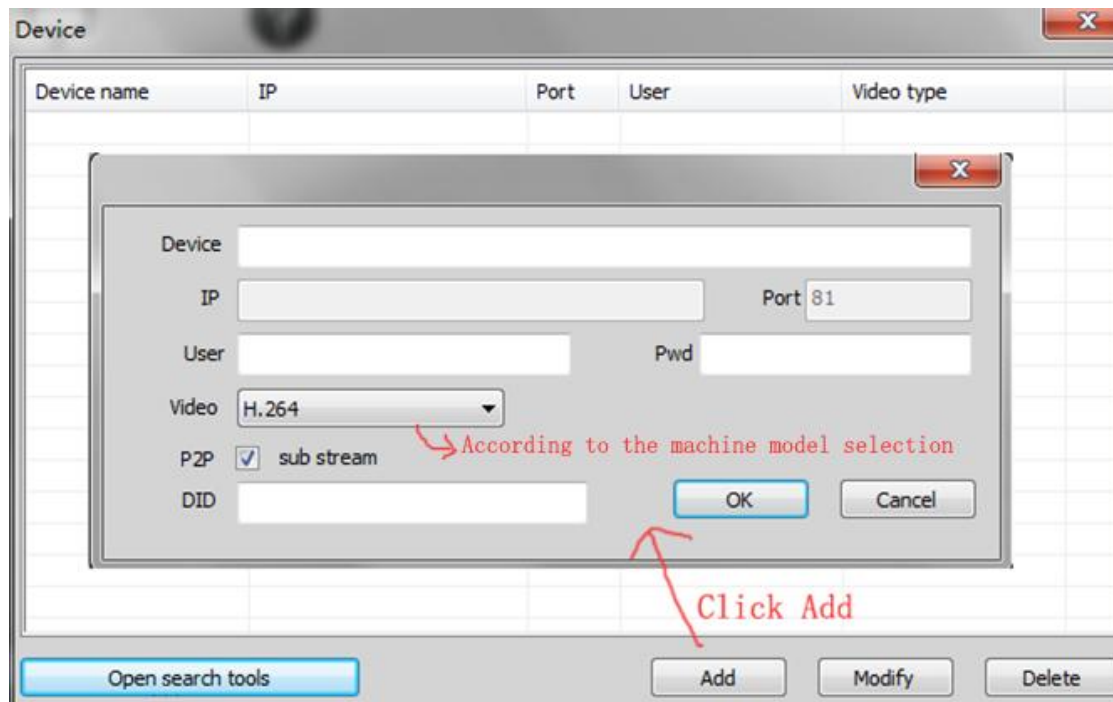 Device
Device name IP Port User Video type
Device
IP Port 81
User Pwd
Video H.264
According to the machine model selection
P2P sub stream
DID OK Cancel
Click Add
Open search tools Add Modify Delete